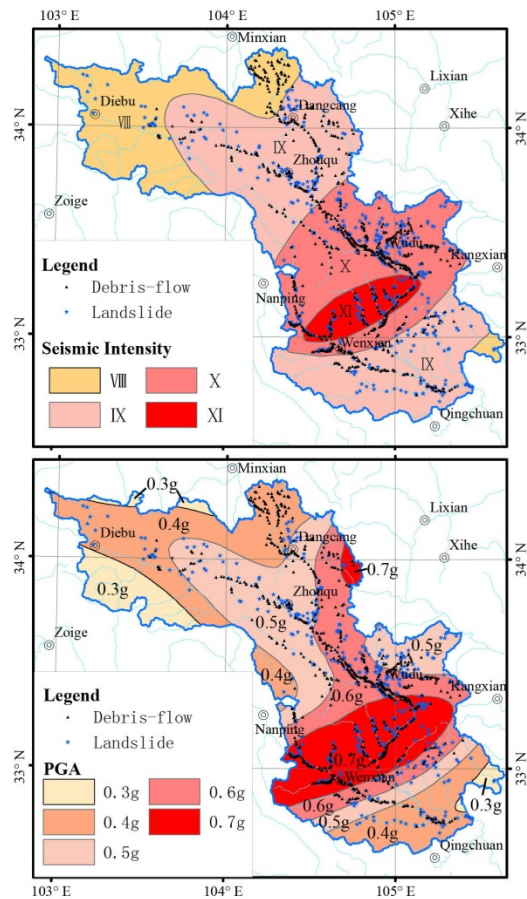 103° E
104° E
105° E
Minxian
Lixian
Dangcang
Xihe
34° N
34° N
Diebu
Ⅷ
Ⅸ
Zhouqu
Zoige
Wudu
Kangxian
Legend
Debris-flow
Landslide
Ⅹ
Nanping
Ⅺ
33° N
33° N
Wenxian
Ⅸ
Seismic Intensity
Ⅷ
Ⅹ
Ⅸ
Ⅺ
Qingchuan
Minxian
0.3g
0.4g
Lixian
Diebu
Dangcang
Xihe
34° N
34° N
0.7g
0.3g
Zhouqu
0.5g
Zoige
0.5g
0.4g
Wudu
Kangxian
0.6g
Legend
Debris-flow
Landslide
Nanping
0.7g
33° N
33° N
Wenxian
PGA
0.3g
0.6g
0.6g
0.3g
0.4g
0.7g
0.5g
0.4g
0.5g
Qingchuan
103° E
104° E
105° E